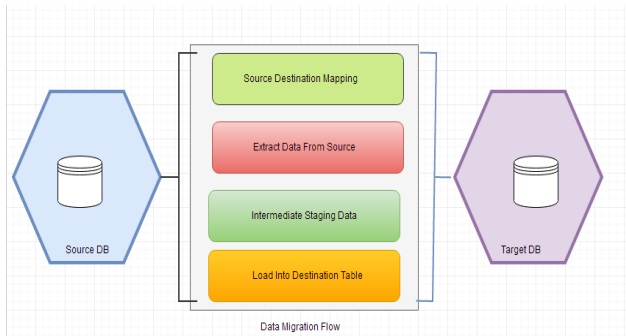 Source Destination Mapping
Extract Data From Source
Intermediate Staging Data
Load Into Destination Table
Source DB
Target DB
Data Migration Flow